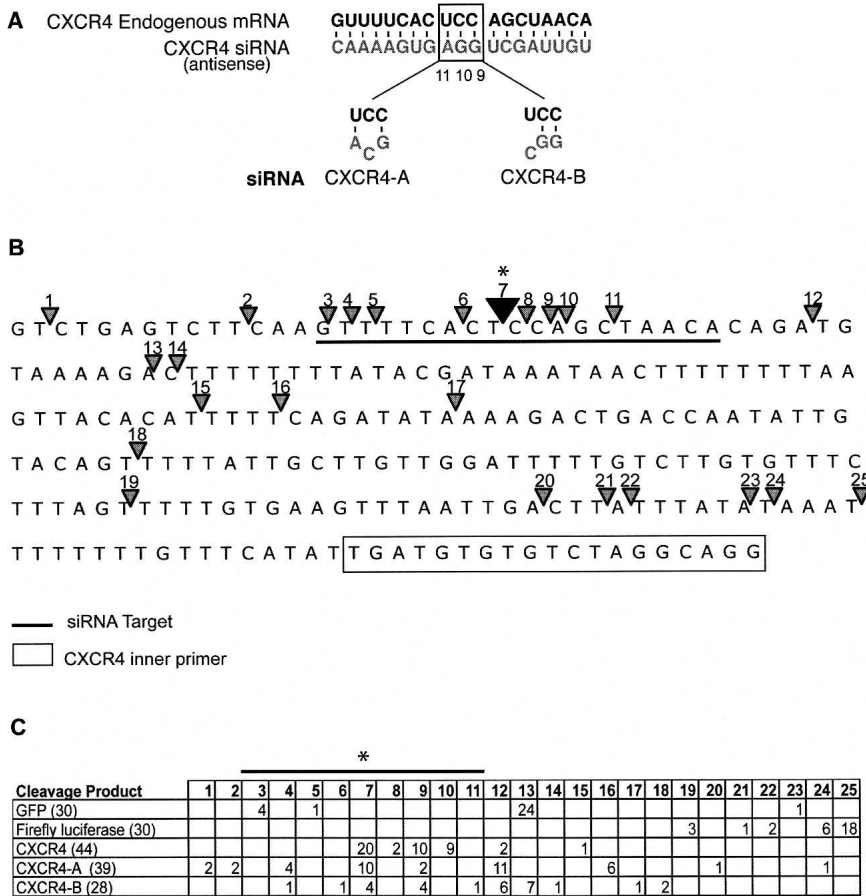 A
CXCR4 Endogenous mRNA GUUUUCAC UCC AGCUAACA
CXCR4 siRNA CAAAAGUG AGG UCGAUUGU
(antisense)
11 10 9
UCC UCC
A C G C G G
siRNA CXCR4-A CXCR4-B
B
*
1 2 3 4 5 6 7 8 9 10 11 12
G T C T G A G T C T T C A A G T T T T C A C T C C A G C T A A C A C A G A T G
13 14
T A A A A G A C T T T T T T T T A T A C G A T A A A T A A C T T T T T T T T A A
15 16 17
G T T A C A C A T T T T T C A G A T A T A A A A G A C T G A C C A A T A T T G
18
T A C A G T T T T T A T T G C T T G T T G G A T T T T T G T C T T G T G T T T C
19 20 21 22 23 24 25
T T T A G T T T T T G T G A A G T T T A A T T G A C T T A T T T A T A T A A A T
T T T T T T T G T T T C A T A T T G A T G T G T G T C T A G G C A G G
siRNA Target
CXCR4 inner primer
C
*
Cleavage Product 1 2 3 4 5 6 7 8 9 10 11 12 13 14 15 16 17 18 19 20 21 22 23 24 25
GFP (30) 4 1 24 1
Firefly luciferase (30) 3 1 2 6 18
CXCR4 (44) 20 2 10 9 2 1
CXCR4-A (39) 2 2 4 10 2 11 6 1 1
CXCR4-B (28) 1 1 4 4 1 6 7 1 1 2